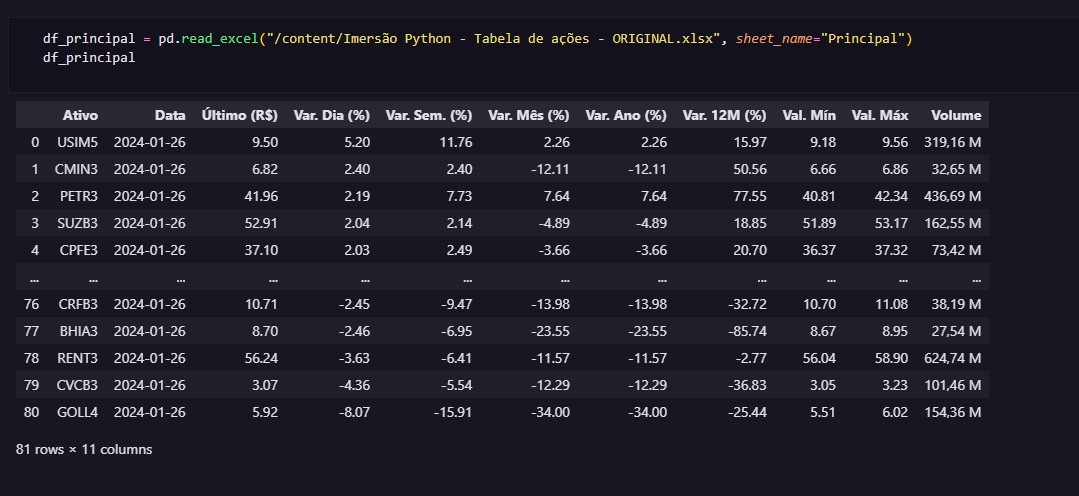 df_principal = pd.read_excel("/content/Imersão Python - Tabela de ações - ORIGINAL.xlsx", sheet_name="Principal")
df_principal
Ativo Data Último (R$) Var. Dia (%) Var. Sem. (%) Var. Mês (%) Var. Ano (%) Var. 12M (%) Val. Mín Val. Máx Volume
0 USIM5 2024-01-26 9.50 5.20 11.76 2.26 2.26 15.97 9.18 9.56 319,16 M
1 CMIN3 2024-01-26 6.82 2.40 2.40 -12.11 -12.11 50.56 6.66 6.86 32,65 M
2 PETR3 2024-01-26 41.96 2.19 7.73 7.64 7.64 77.55 40.81 42.34 436,69 M
3 SUZB3 2024-01-26 52.91 2.04 2.14 -4.89 -4.89 18.85 51.89 53.17 162,55 M
4 CPFE3 2024-01-26 37.10 2.03 2.49 -3.66 -3.66 20.70 36.37 37.32 73,42 M
... ... ... ... ... ... ... ... ... ... ... ...
76 CRFB3 2024-01-26 10.71 -2.45 -9.47 -13.98 -13.98 -32.72 10.70 11.08 38,19 M
77 BHIA3 2024-01-26 8.70 -2.46 -6.95 -23.55 -23.55 -85.74 8.67 8.95 27,54 M
78 RENT3 2024-01-26 56.24 -3.63 -6.41 -11.57 -11.57 -2.77 56.04 58.90 624,74 M
79 CVCB3 2024-01-26 3.07 -4.36 -5.54 -12.29 -12.29 -36.83 3.05 3.23 101,46 M
80 GOLL4 2024-01-26 5.92 -8.07 -15.91 -34.00 -34.00 -25.44 5.51 6.02 154,36 M
81 rows × 11 columns